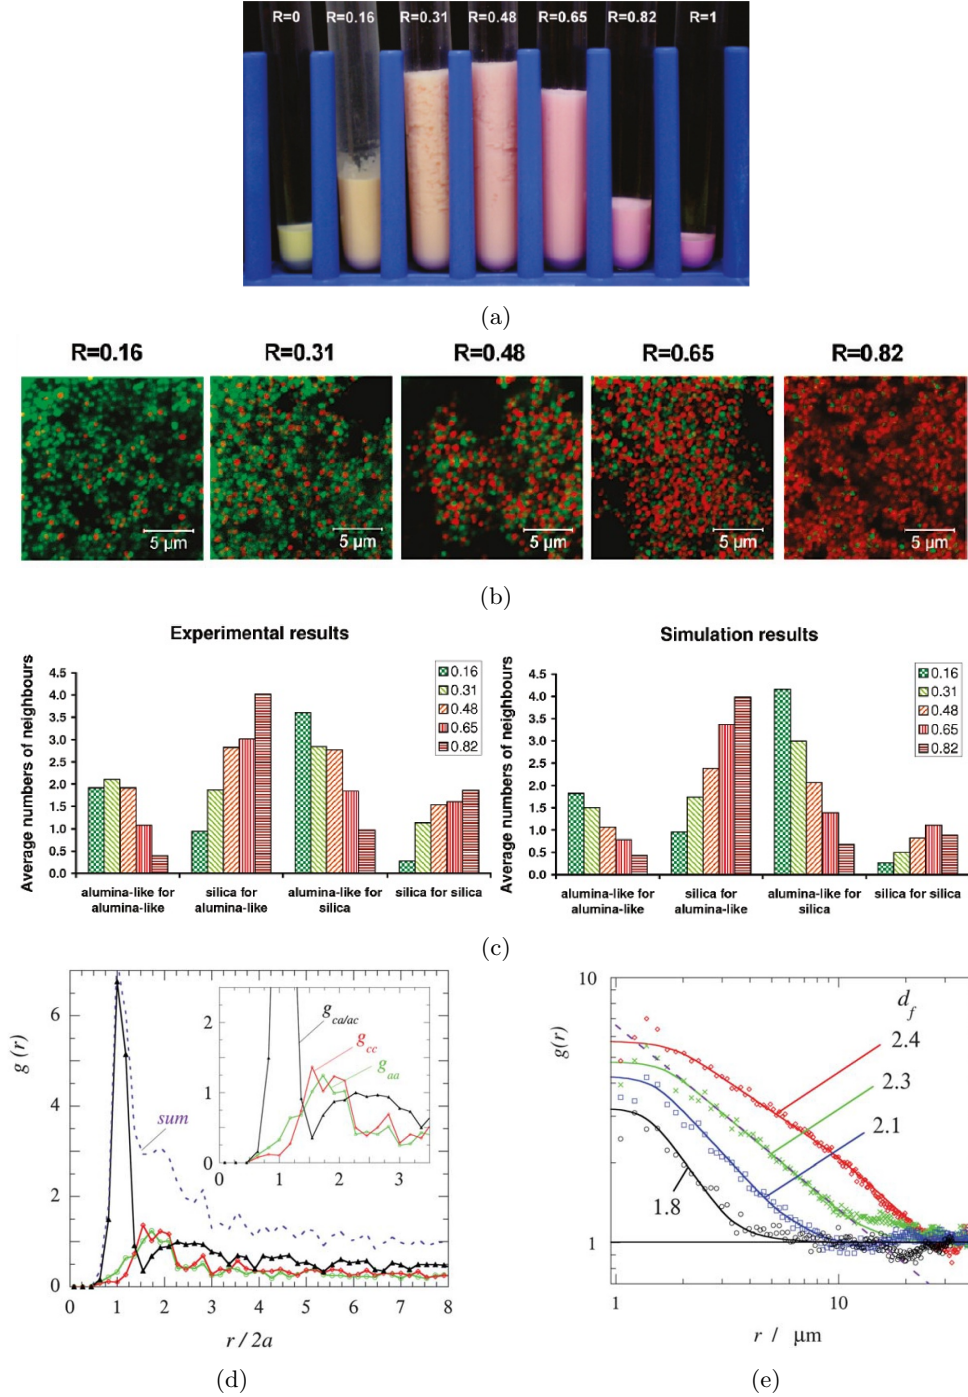 R=0 R=0.16 R=0.31 R=0.48 R=0.65 R=0.82 R=1
(a)
R=0.16 R=0.31 R=0.48 R=0.65 R=0.82
5 µm 5 µm 5 µm 5 µm 5 µm
(b)
Experimental results
Average numbers of neighbours
4.5
4.0
3.5
3.0
2.5
2.0
1.5
1.0
0.5
0.0
0.16
0.31
0.48
0.65
0.82
alumina-like for alumina-like
silica for alumina-like
alumina-like for silica
silica for silica
Simulation results
Average numbers of neighbours
4.5
4.0
3.5
3.0
2.5
2.0
1.5
1.0
0.5
0.0
0.16
0.31
0.48
0.65
0.82
alumina-like for alumina-like
silica for alumina-like
alumina-like for silica
silica for silica
(c)
g(r)
6
4
2
0
sum
2
1
0
g_ca/ac
g_cc
g_aa
0 1 2 3
0 1 2 3 4 5 6 7 8
r / 2a
(d)
g(r)
10
1
d_f
2.4
2.3
2.1
1.8
1 10
r / µm
(e)